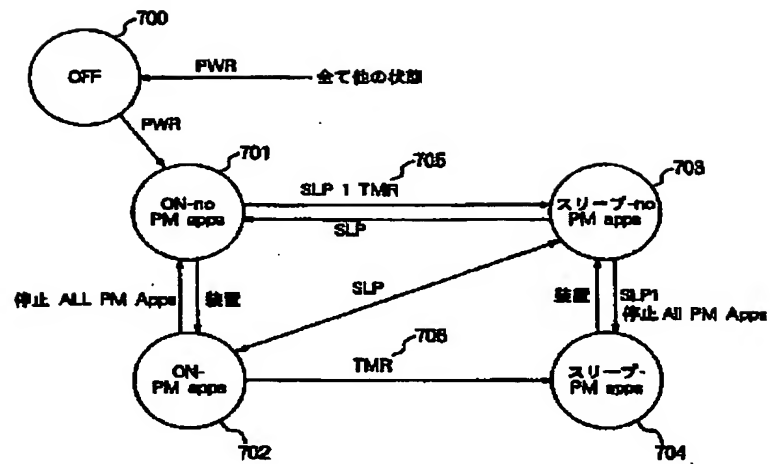 700
OFF
PWR
全て他の状態
PWR
701
ON-no
PM apps
705
SLP 1 TMR
SLP
703
スリープ-no
PM apps
停止 ALL PM Apps
装置
SLP
装置
SLP1
停止 All PM Apps
706
TMR
ON-
PM apps
702
スリープ-
PM apps
704